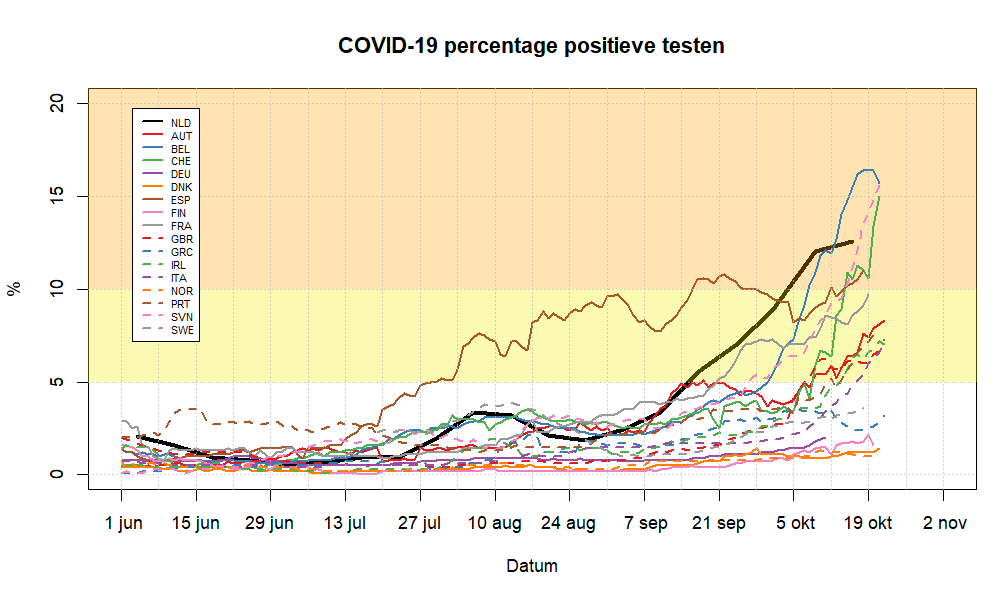 COVID-19 percentage positieve testen
%
20
15
10
5
0
NLD
AUT
BEL
CHE
DEU
DNK
ESP
FIN
FRA
GBR
GRC
IRL
ITA
NOR
PRT
SVN
SWE
1 jun 15 jun 29 jun 13 jul 27 jul 10 aug 24 aug 7 sep 21 sep 5 okt 19 okt 2 nov
Datum